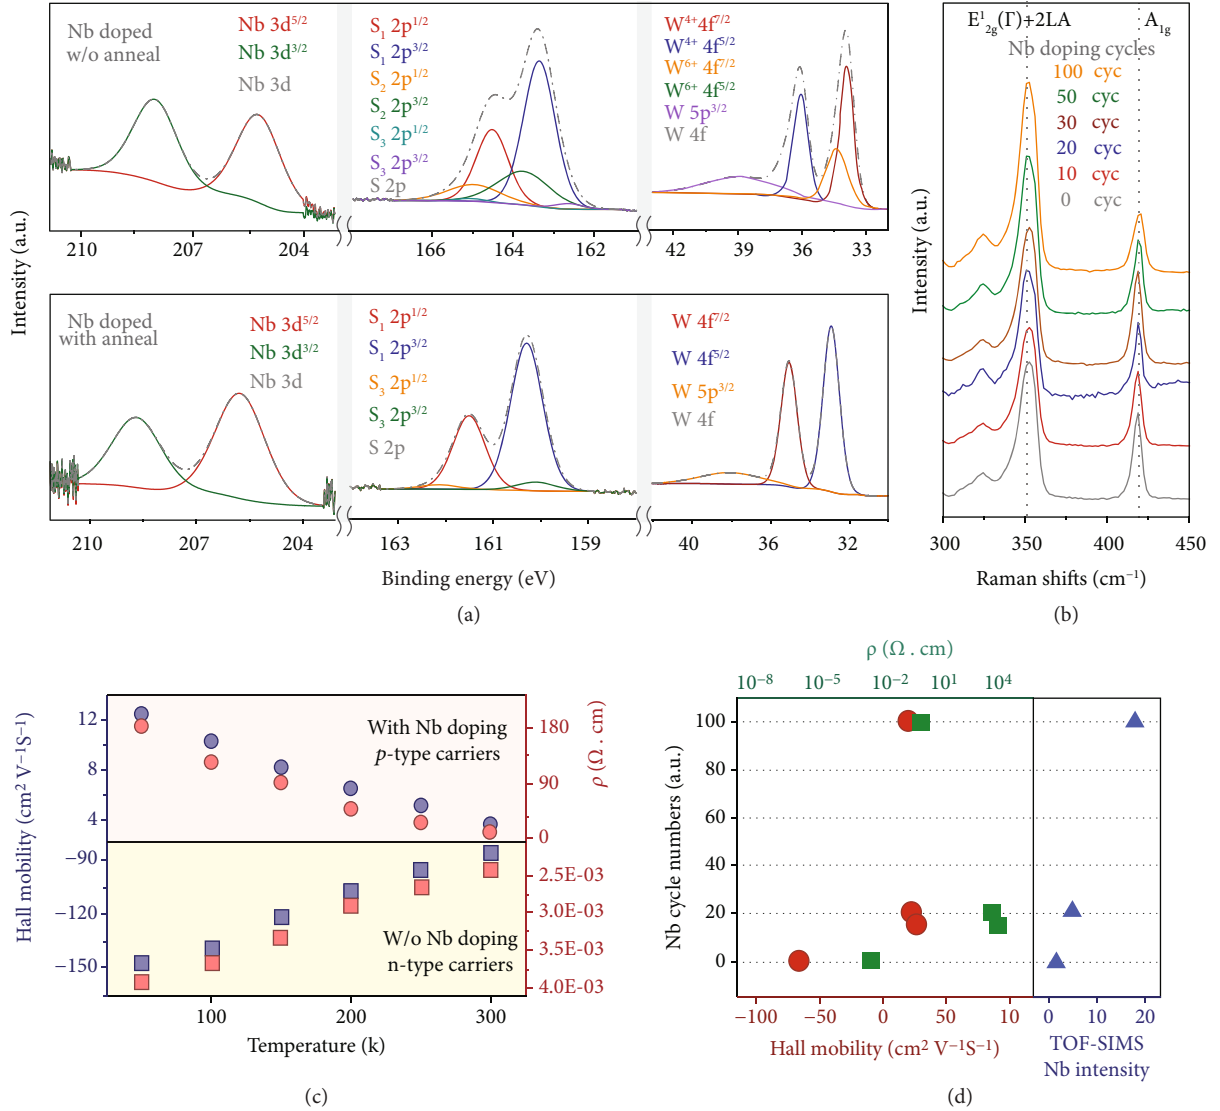 Nb doped
w/o anneal
Nb 3d5/2
Nb 3d3/2
Nb 3d
S1 2p1/2
S1 2p3/2
S2 2p1/2
S2 2p3/2
S3 2p1/2
S3 2p3/2
S 2p
W4+4f7/2
W4+ 4f5/2
W6+ 4f7/2
W6+ 4f5/2
W 5p3/2
W 4f
210 207 204 166 164 162 42 39 36 33
Intensity (a.u.)
Nb doped
with anneal
Nb 3d5/2
Nb 3d3/2
Nb 3d
S1 2p1/2
S1 2p3/2
S3 2p1/2
S3 2p3/2
S 2p
W 4f7/2
W 4f5/2
W 5p3/2
W 4f
210 207 204 163 161 159 40 36 32
Binding energy (eV)
(a)
E12g(Γ)+2LA A1g
Nb doping cycles
100 cyc
50 cyc
30 cyc
20 cyc
10 cyc
0 cyc
Intensity (a.u.)
300 350 400 450
Raman shifts (cm−1)
(b)
Hall mobility (cm2 V−1S−1)
12
8
4
−90
−120
−150
With Nb doping
p-type carriers
W/o Nb doping
n-type carriers
180
90
0
2.5E-03
3.0E-03
3.5E-03
4.0E-03
ρ (Ω . cm)
100 200 300
Temperature (k)
(c)
ρ (Ω . cm)
10−8 10−5 10−2 101 104
Nb cycle numbers (a.u.)
100
80
60
40
20
0
−100 −50 0 50 10 0 10 20
Hall mobility (cm2 V−1S−1)
TOF-SIMS
Nb intensity
(d)